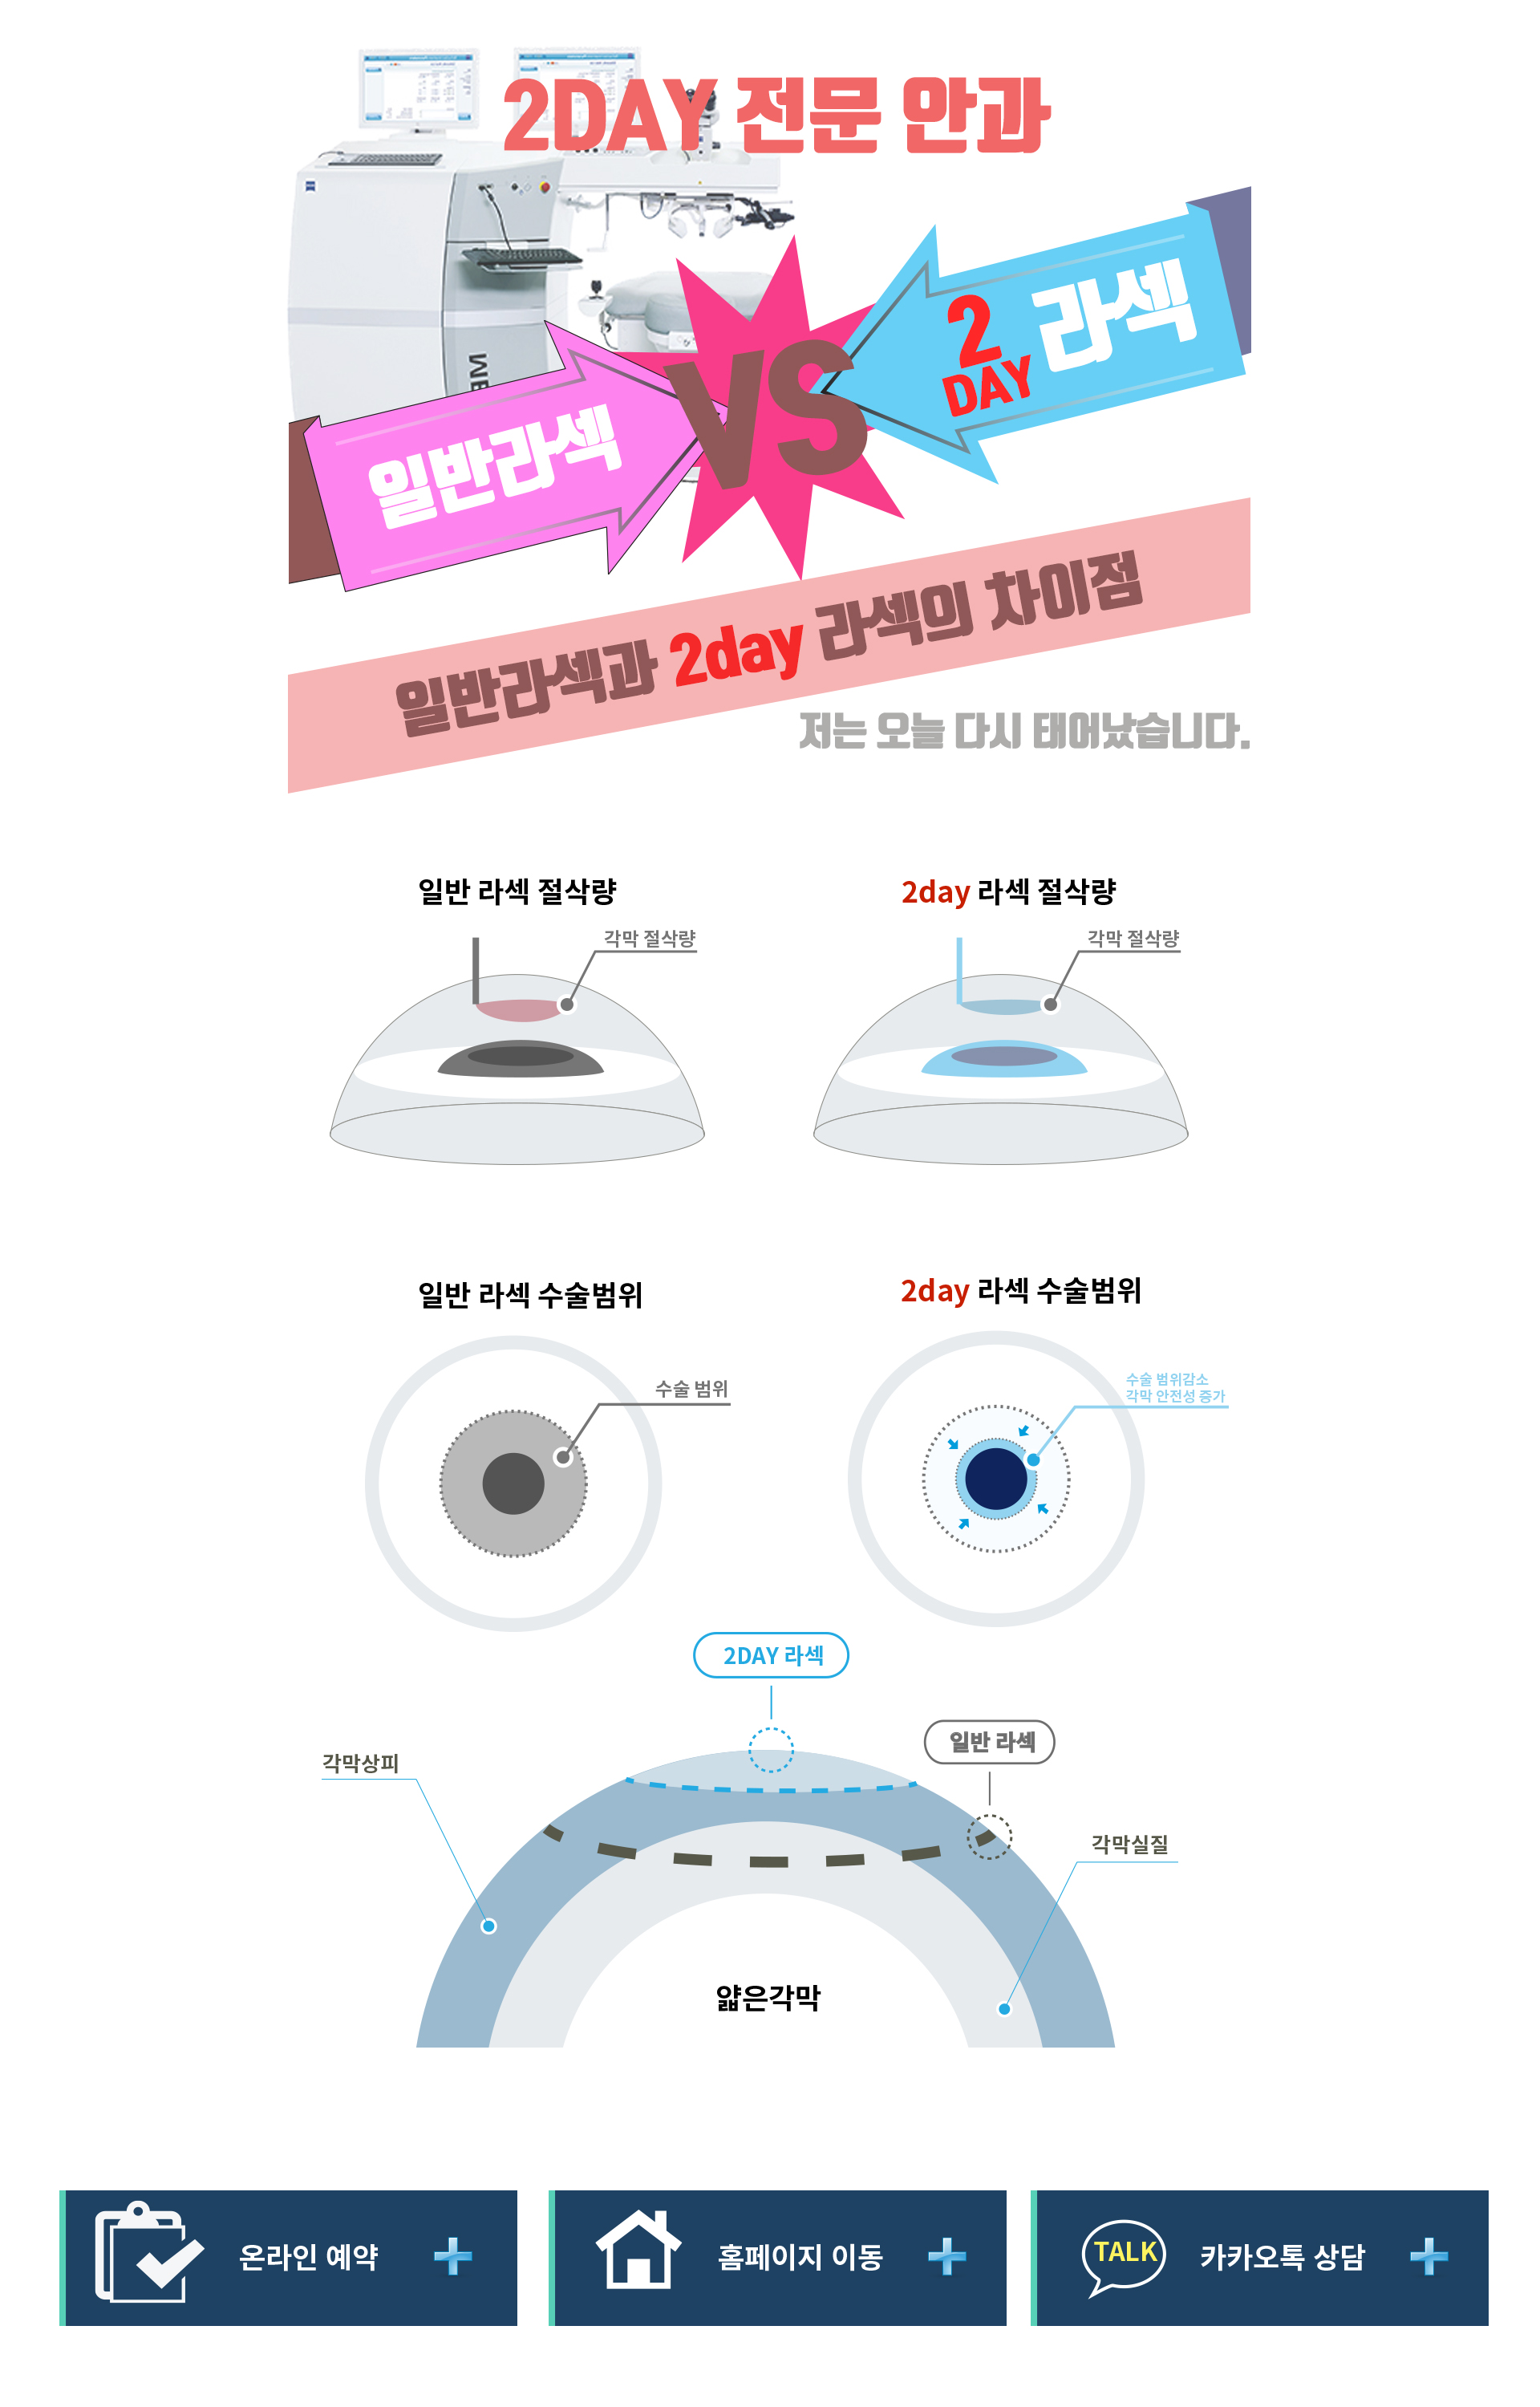 2DAY 전문 안과
2
DAY
라섹
VS
일반라섹
일반라섹과 2day 라섹의 차이점
저는 오늘 다시 태어났습니다.
일반 라섹 절삭량
2day 라섹 절삭량
각막 절삭량
각막 절삭량
일반 라섹 수술범위
2day 라섹 수술범위
수술 범위
수술 범위감소
각막 안전성 증가
2DAY 라섹
일반 라섹
각막상피
각막실질
얇은각막
온라인 예약
홈페이지 이동
TALK
카카오톡 상담